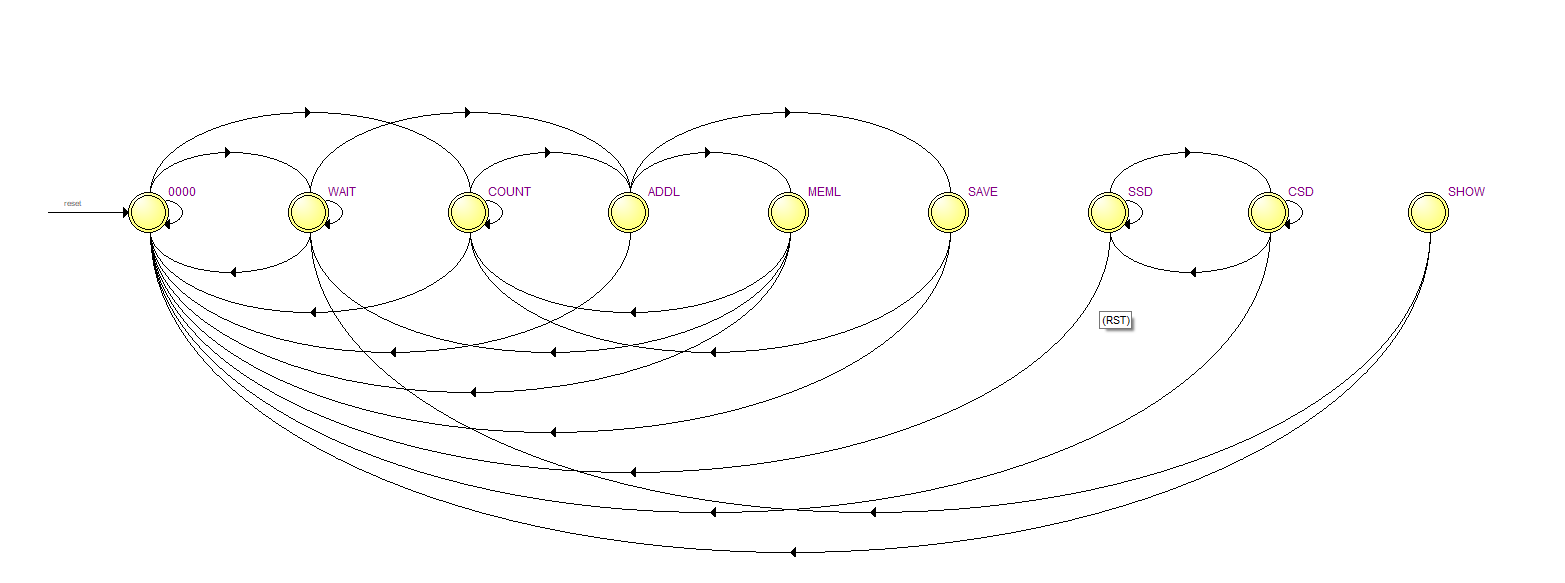 0000
WAIT
COUNT
ADDL
MEML
SAVE
SSD
CSD
SHOW
reset
(RST)